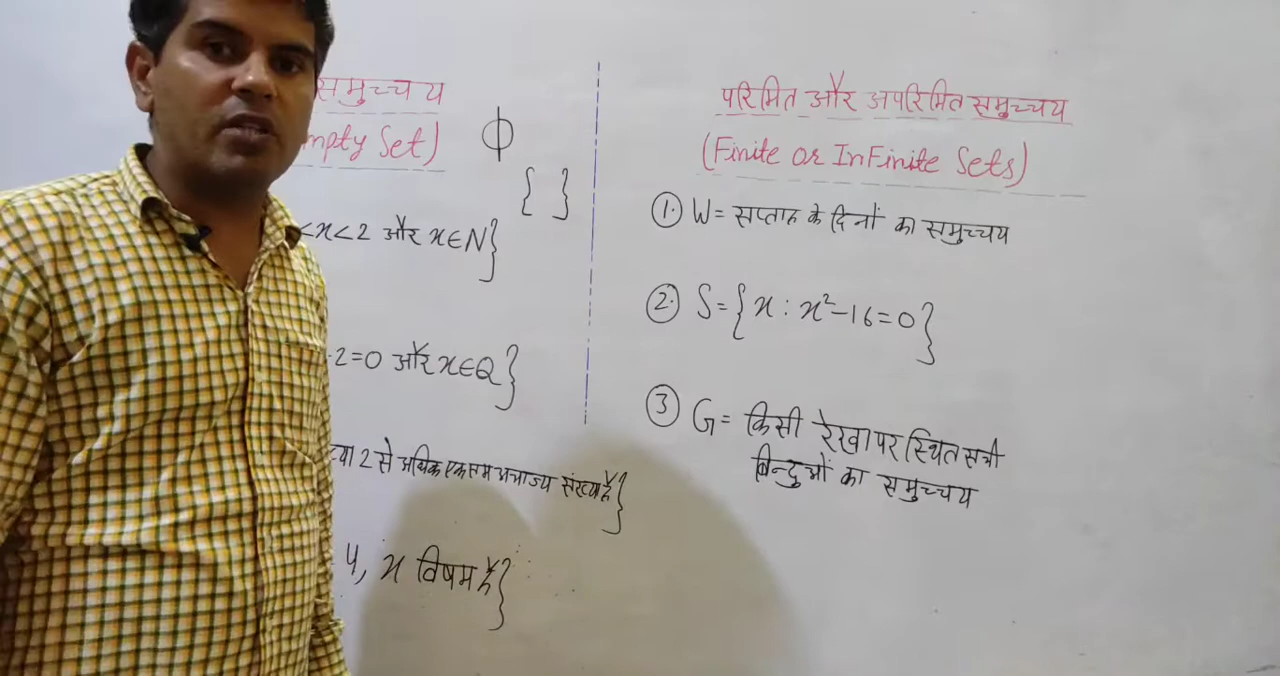 समुच्चय
mpty Set)
Φ
{ }
<x<2 और x∈N}
-2=0 और x∈Q}
2 से अधिक एक सम अभाज्य संख्या है}
4, x विषम है}
परिमित और अपरिमित समुच्चय
(Finite or InFinite Sets)
①. W= सप्ताह के दिनों का समुच्चय
②. S={x : x²-16=0}
③ G= किसी रेखा पर स्थित सभी
बिन्दुओं का समुच्चय